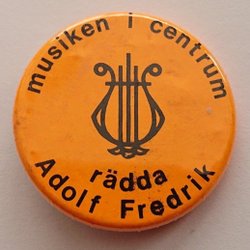 musiken i centrum
rädda
Adolf Fredrik